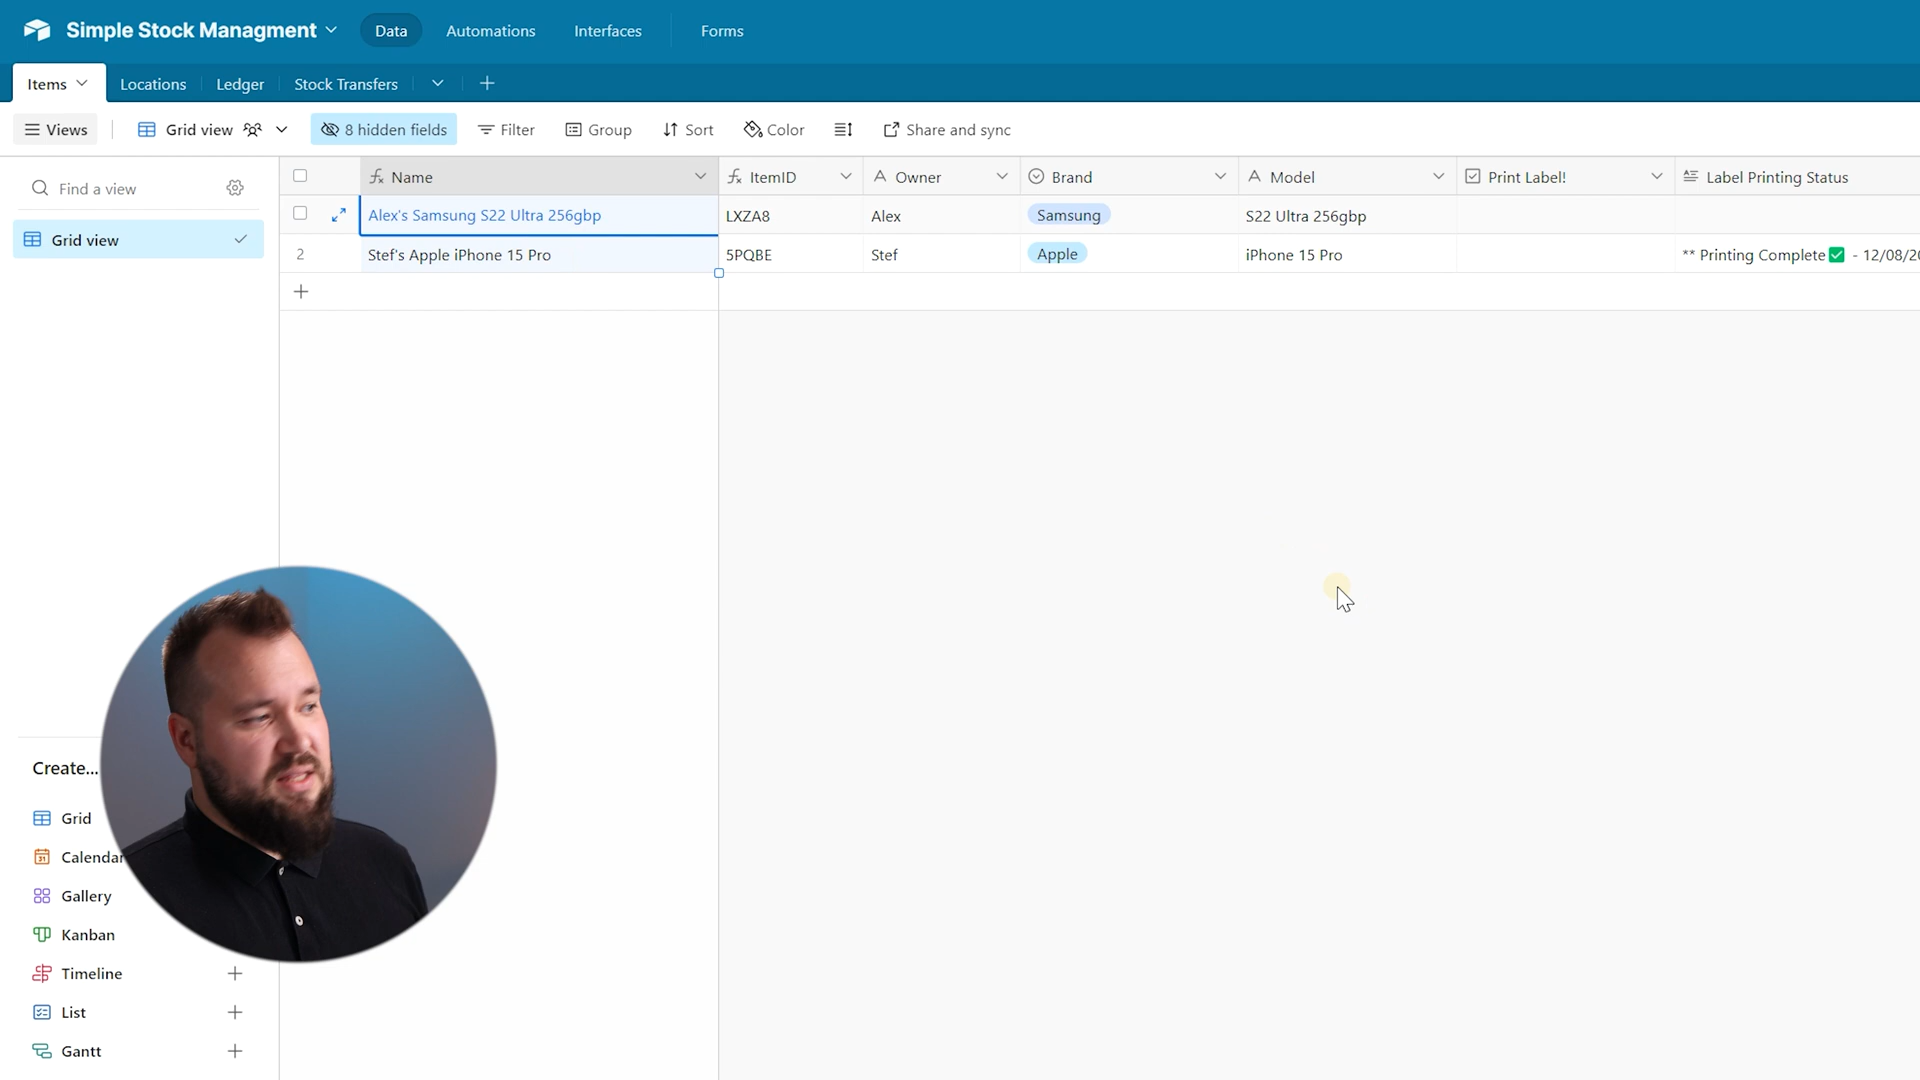 Simple Stock Managment
Data
Automations
Interfaces
Forms
Items
Locations
Ledger
Stock Transfers
Views
Grid view
8 hidden fields
Filter
Group
Sort
Color
Share and sync
Find a view
Grid view
Name
ItemID
Owner
Brand
Model
Print Label!
Label Printing Status
Alex's Samsung S22 Ultra 256gbp
LXZA8
Alex
Samsung
S22 Ultra 256gbp
2
Stef's Apple iPhone 15 Pro
5PQBE
Stef
Apple
iPhone 15 Pro
** Printing Complete✅ - 12/08/20
Create...
Grid
Calendar
Gallery
Kanban
Timeline
List
Gantt